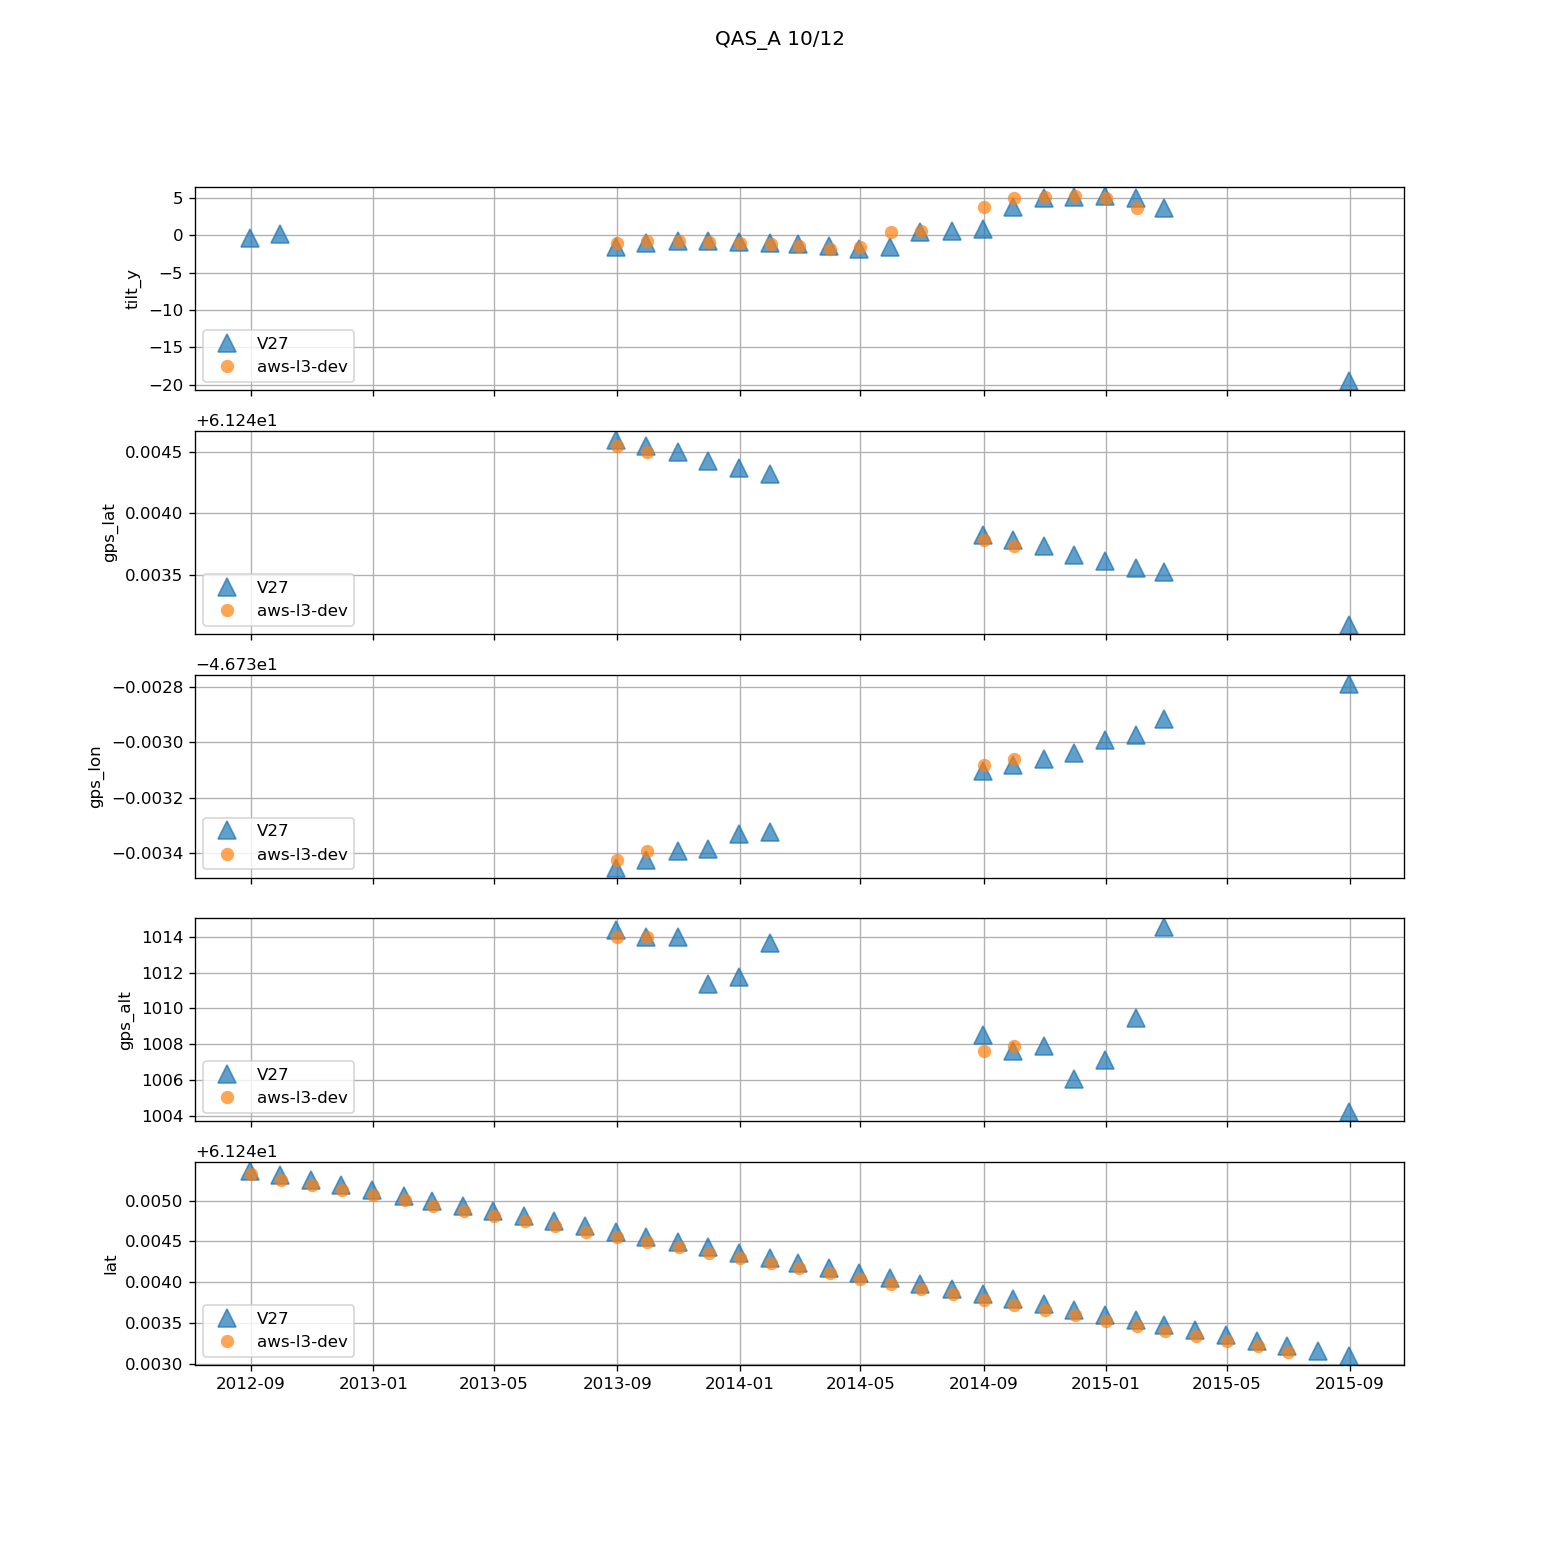 QAS_A 10/12
5
0
−5
−10
−15
−20
tilt_y
V27
aws-l3-dev
+6.124e1
0.0045
0.0040
0.0035
gps_lat
V27
aws-l3-dev
−4.673e1
−0.0028
−0.0030
−0.0032
−0.0034
gps_lon
V27
aws-l3-dev
1014
1012
1010
1008
1006
1004
gps_alt
V27
aws-l3-dev
+6.124e1
0.0050
0.0045
0.0040
0.0035
0.0030
lat
V27
aws-l3-dev
2012-09 2013-01 2013-05 2013-09 2014-01 2014-05 2014-09 2015-01 2015-05 2015-09